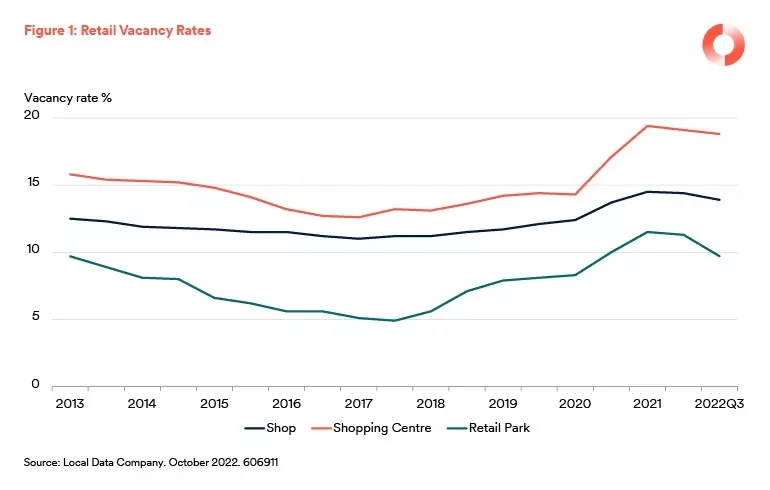 Figure 1: Retail Vacancy Rates
Vacancy rate %
20
15
10
5
0
2013 2014 2015 2016 2017 2018 2019 2020 2021 2022Q3
Shop Shopping Centre Retail Park
Source: Local Data Company. October 2022. 606911